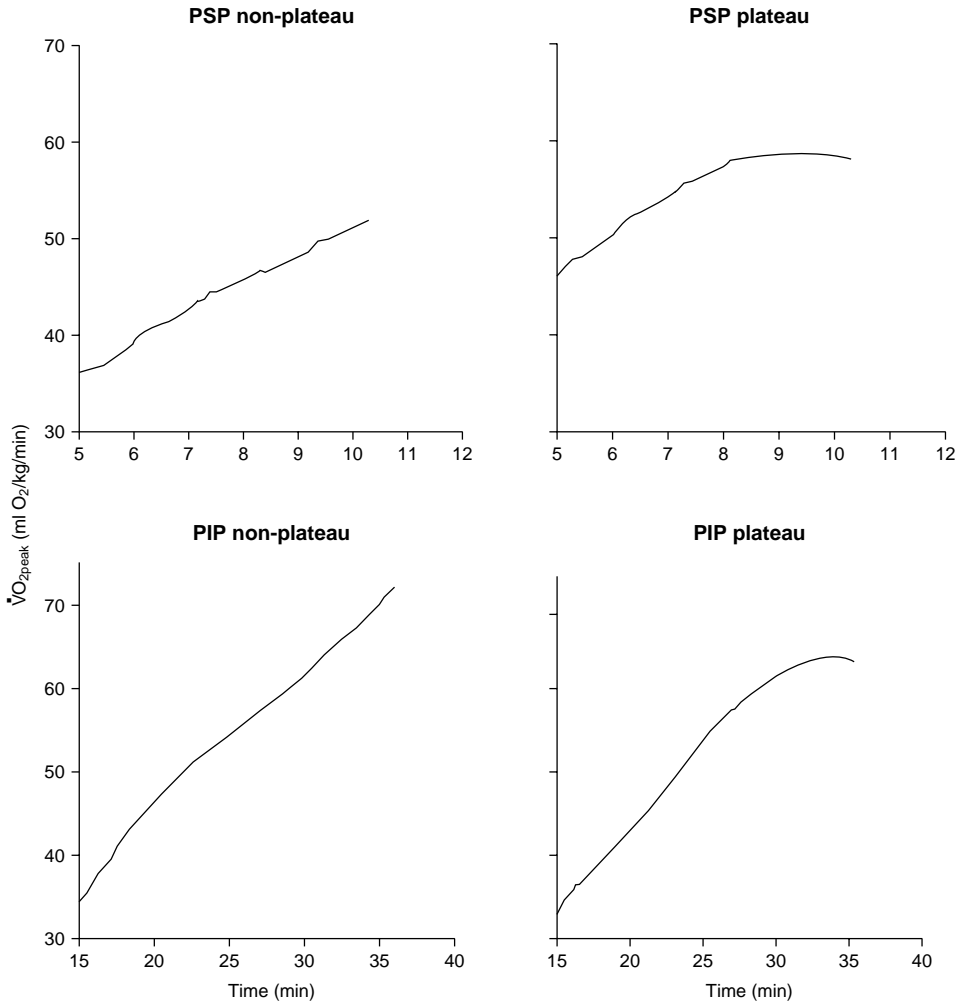 PSP non-plateau
PSP plateau
70
60
50
40
30
5 6 7 8 9 10 11 12
5 6 7 8 9 10 11 12
V̇O₂peak (ml O₂/kg/min)
PIP non-plateau
PIP plateau
70
60
50
40
30
15 20 25 30 35 40
15 20 25 30 35 40
Time (min)
Time (min)